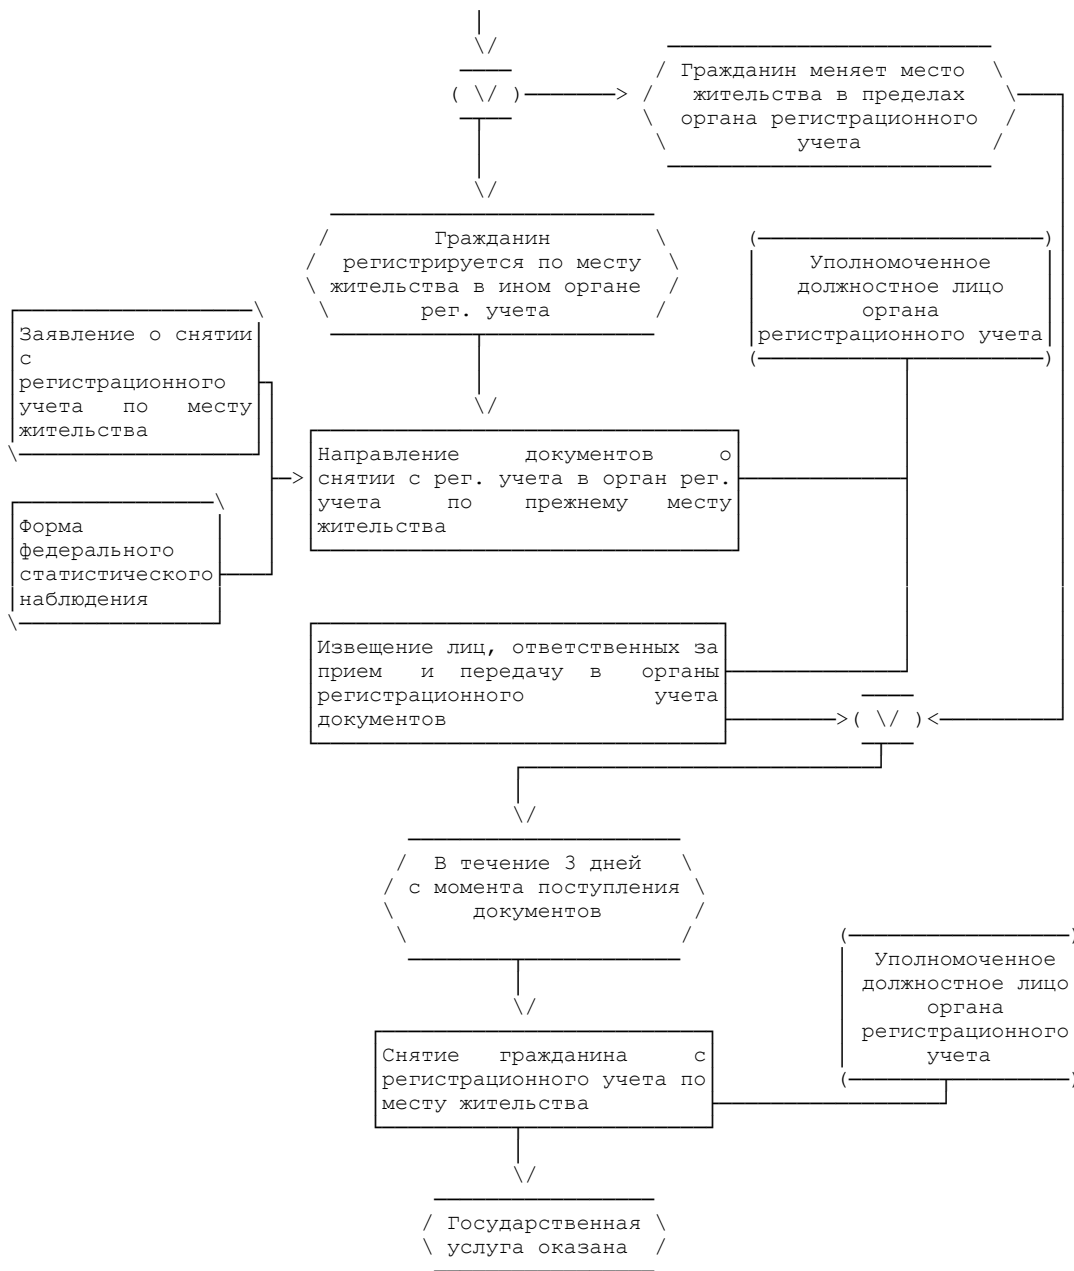 Гражданин меняет место
жительства в пределах
органа регистрационного
учета
Гражданин
регистрируется по месту
жительства в ином органе
рег. учета
Уполномоченное
должностное лицо
органа
регистрационного учета
Заявление о снятии
с
регистрационного
учета по месту
жительства
Направление документов о
снятии с рег. учета в орган рег.
учета по прежнему месту
жительства
Форма
федерального
статистического
наблюдения
Извещение лиц, ответственных за
прием и передачу в органы
регистрационного учета
документов
В течение 3 дней
с момента поступления
документов
Уполномоченное
должностное лицо
органа
регистрационного
учета
Снятие гражданина с
регистрационного учета по
месту жительства
Государственная
услуга оказана